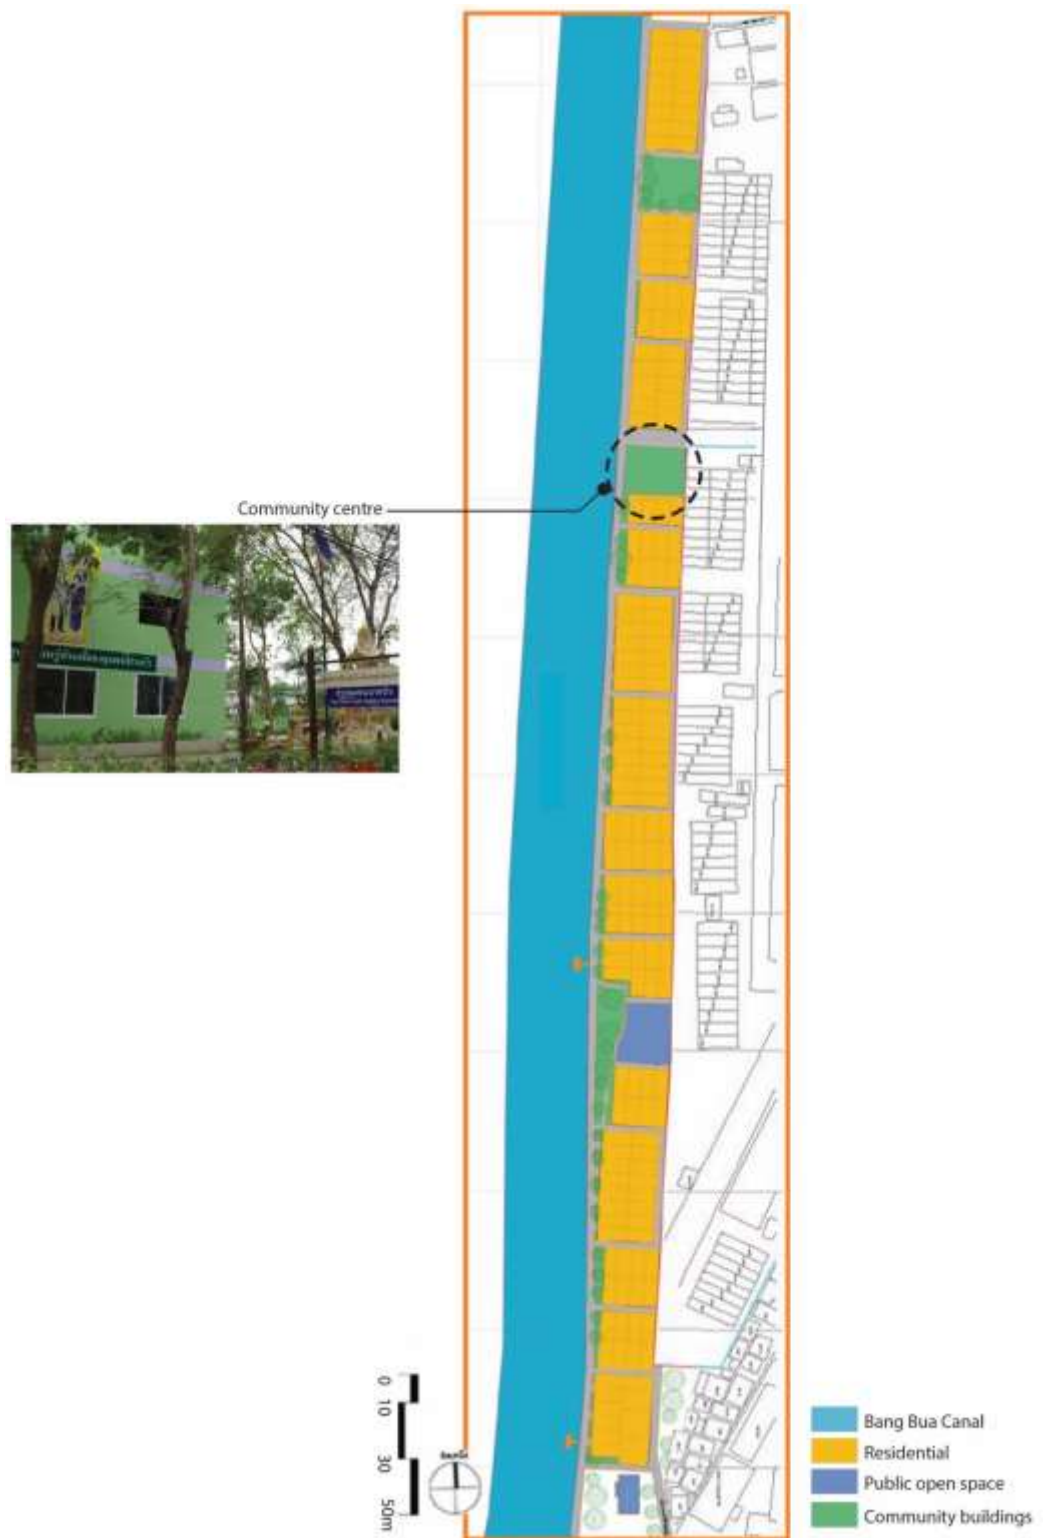 Community centre
0
10
30
50m
Bang Bua Canal
Residential
Public open space
Community buildings